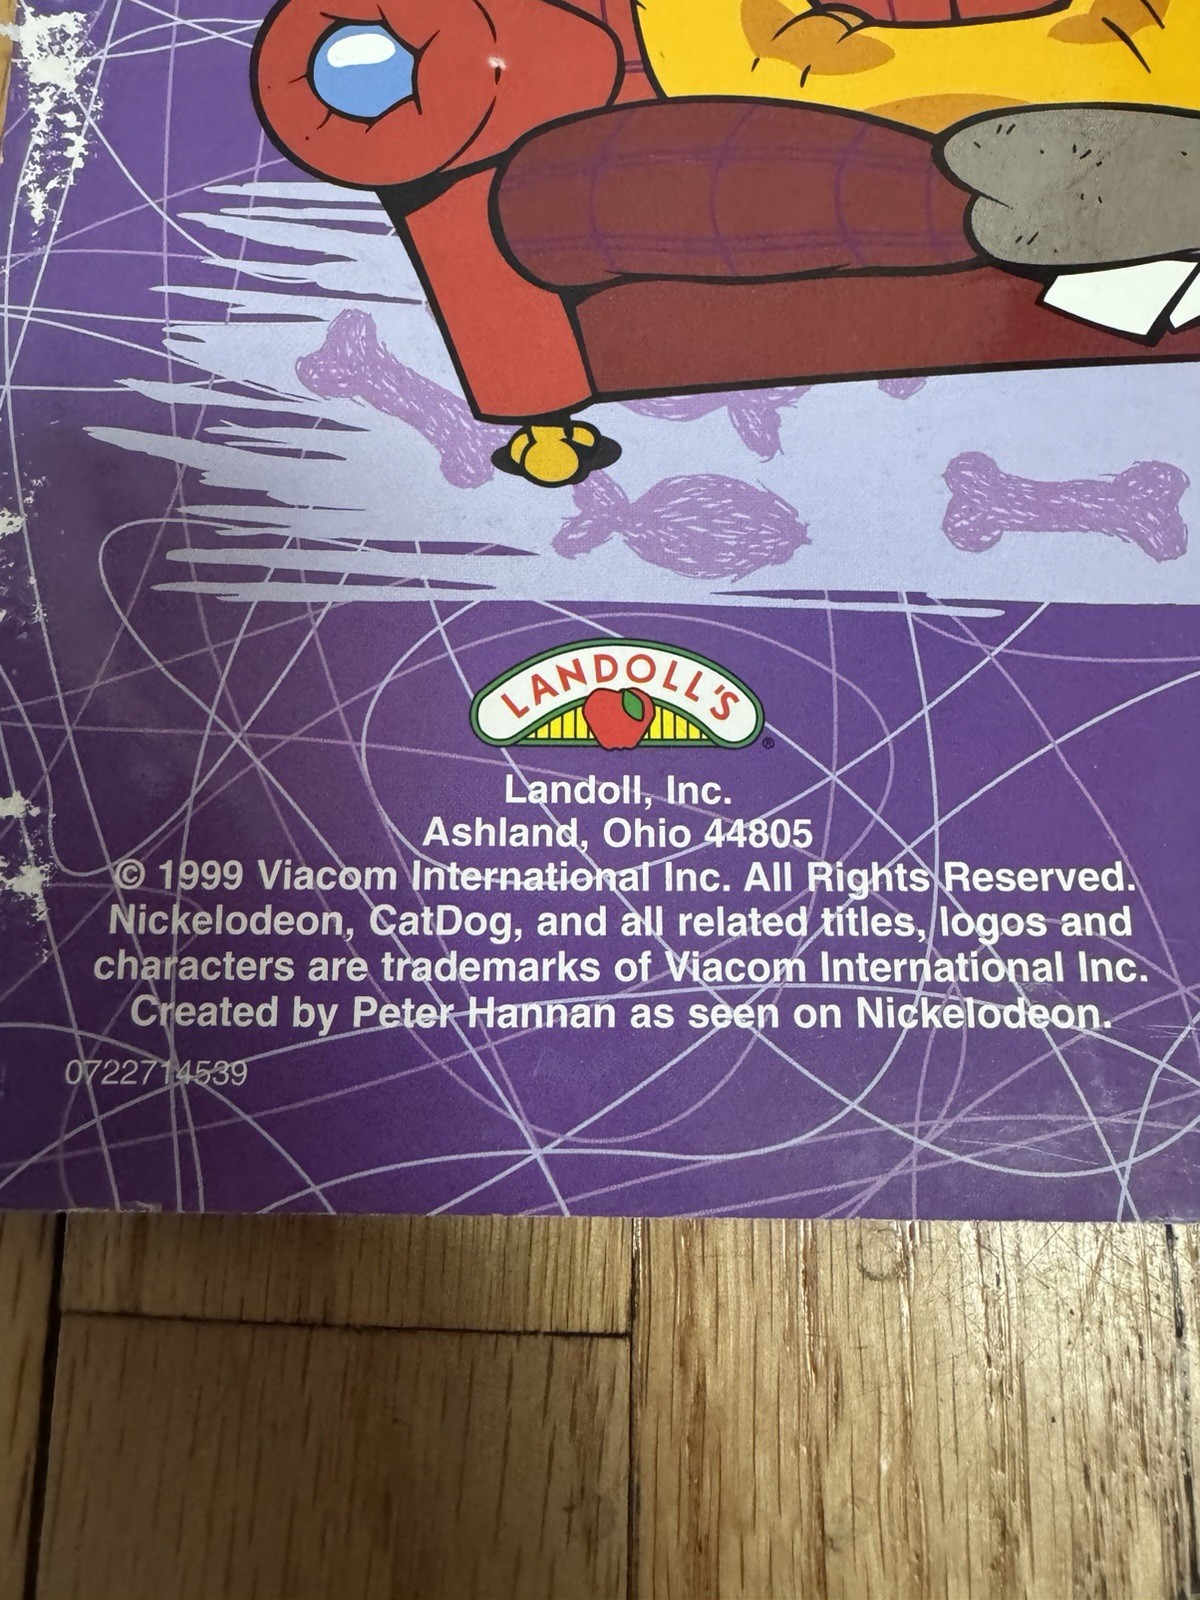 LANDOLL'S
®
Landoll, Inc.
Ashland, Ohio 44805
© 1999 Viacom International Inc. All Rights Reserved.
Nickelodeon, CatDog, and all related titles, logos and
characters are trademarks of Viacom International Inc.
Created by Peter Hannan as seen on Nickelodeon.
0722714539